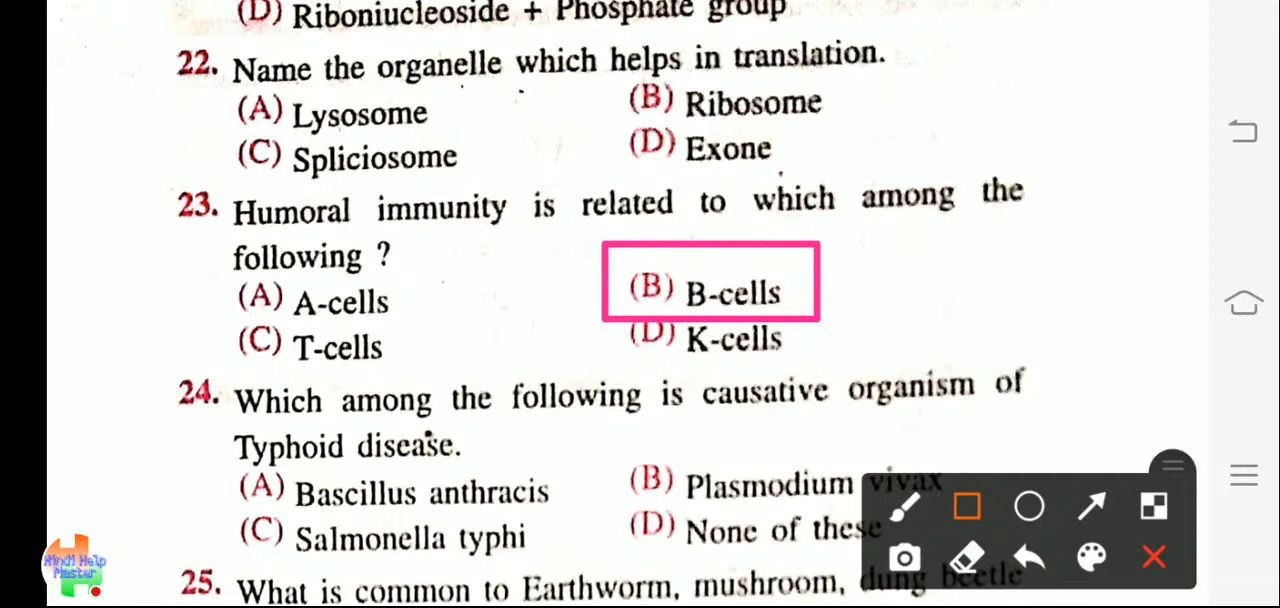 (D) Riboniucleoside + Phosphate group
22. Name the organelle which helps in translation.
(A) Lysosome (B) Ribosome
(C) Spliciosome (D) Exone
23. Humoral immunity is related to which among the
following ?
(A) A-cells (B) B-cells
(C) T-cells (D) K-cells
24. Which among the following is causative organism of
Typhoid disease.
(A) Bascillus anthracis (B) Plasmodium vivax
(C) Salmonella typhi (D) None of these
25. What is common to Earthworm, mushroom, dung beetle
Hindi Help
Master